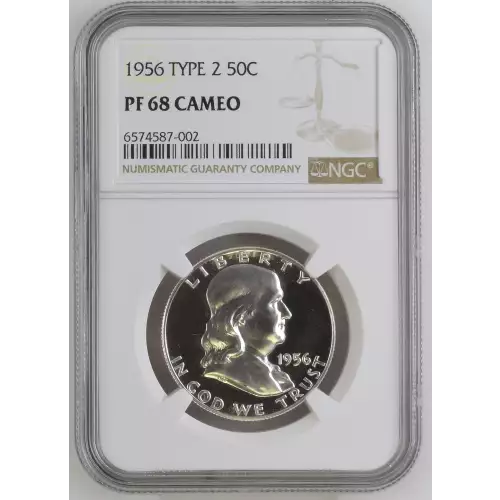 1956 TYPE 2 50C
PF 68 CAMEO
6574587-002
NUMISMATIC GUARANTY COMPANY
NGC®
LIBERTY
1956
IN GOD WE TRUST